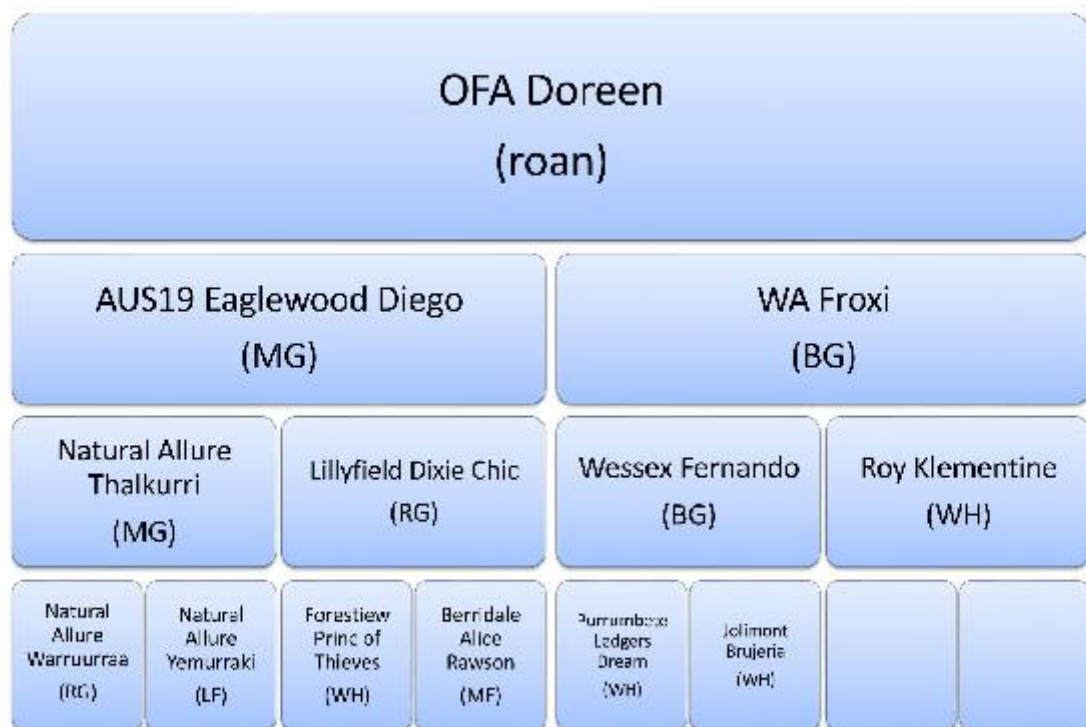 OFA Doreen
(roan)
AUS19 Eaglewood Diego
(MG)
WA Froxi
(BG)
Natural Allure
Thalkurri
(MG)
Lillyfield Dixie Chic
(RG)
Wessex Fernando
(BG)
Roy Klementine
(WH)
Natural
Allure
Warruurraa
(RG)
Natural
Allure
Yemurraki
(LF)
Forestiew
Princ of
Thieves
(WH)
Berridale
Alice
Rawson
(MF)
Purrumbete
Ledgers
Dream
(WH)
Jolimont
Brujeria
(WH)